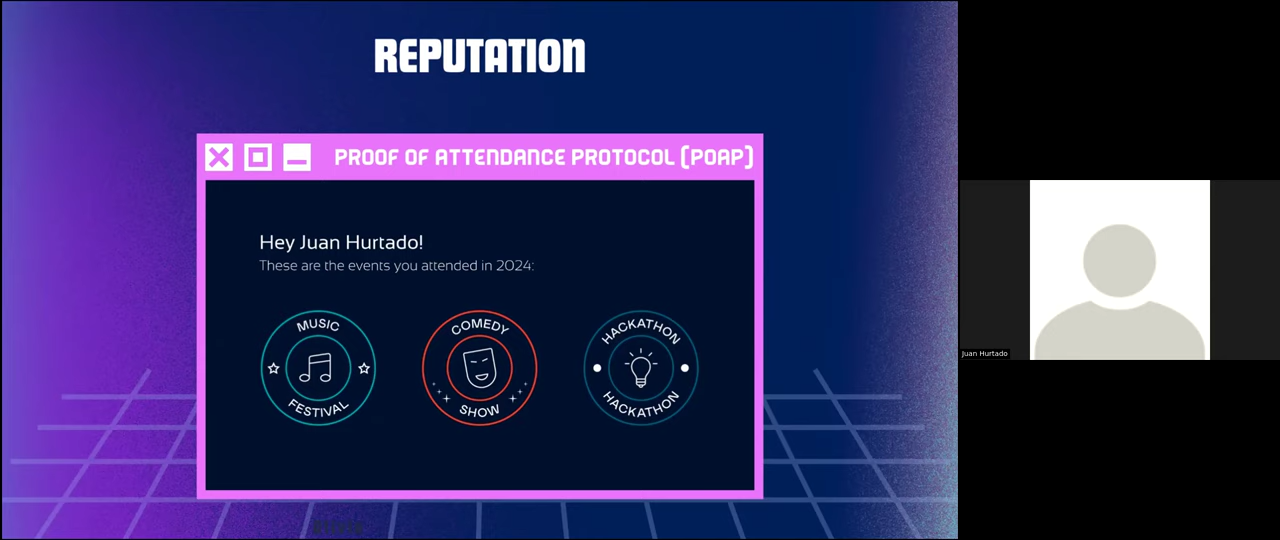 REPUTATION
PROOF OF ATTENDANCE PROTOCOL (POAP)
Hey Juan Hurtado!
These are the events you attended in 2024:
MUSIC
FESTIVAL
COMEDY
SHOW
HACKATHON
HACKATHON
Juan Hurtado